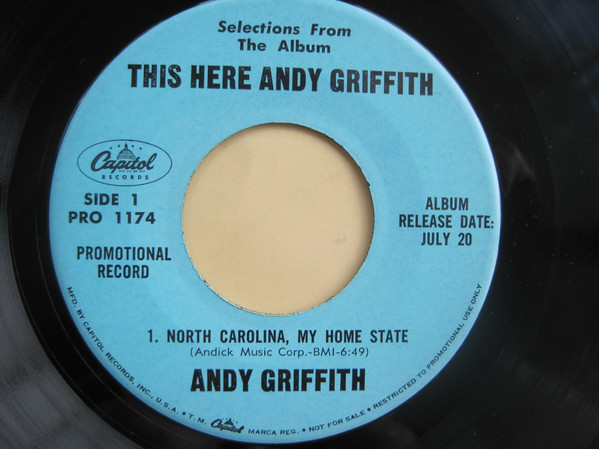 Selections From
The Album
THIS HERE ANDY GRIFFITH
Capitol
RECORDS
SIDE 1
PRO 1174
PROMOTIONAL
RECORD
ALBUM
RELEASE DATE:
JULY 20
1. NORTH CAROLINA, MY HOME STATE
(Andick Music Corp.-BMI-6:49)
ANDY GRIFFITH
MFD. BY CAPITOL RECORDS, INC., U.S.A. • T.M. Capitol MARCA REG. • NOT FOR SALE • RESTRICTED TO PROMOTIONAL USE ONLY